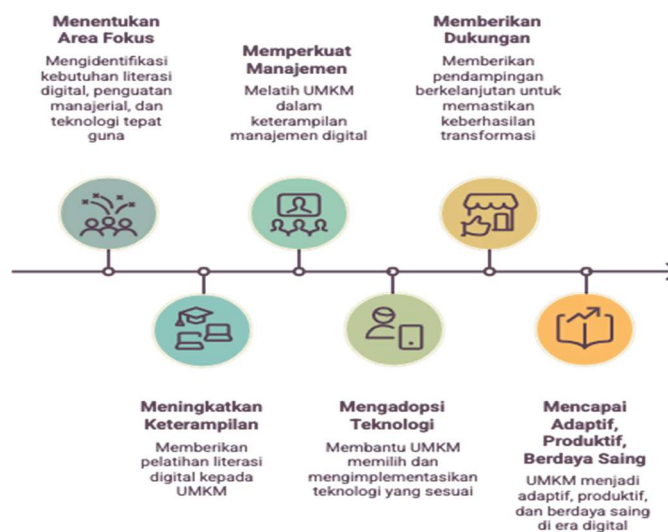 Menentukan
Area Fokus
Mengidentifikasi
kebutuhan literasi
digital, penguatan
manajerial, dan
teknologi tepat
guna
Memperkuat
Manajemen
Melatih UMKM
dalam
keterampilan
manajemen digital
Memberikan
Dukungan
Memberikan
pendampingan
berkelanjutan untuk
memastikan
keberhasilan
transformasi
Meningkatkan
Keterampilan
Memberikan
pelatihan literasi
digital kepada
UMKM
Mengadopsi
Teknologi
Membantu UMKM
memilih dan
mengimplementasikan
teknologi yang sesuai
Mencapai
Adaptif,
Produktif,
Berdaya Saing
UMKM menjadi
adaptif, produktif,
dan berdaya saing
di era digital